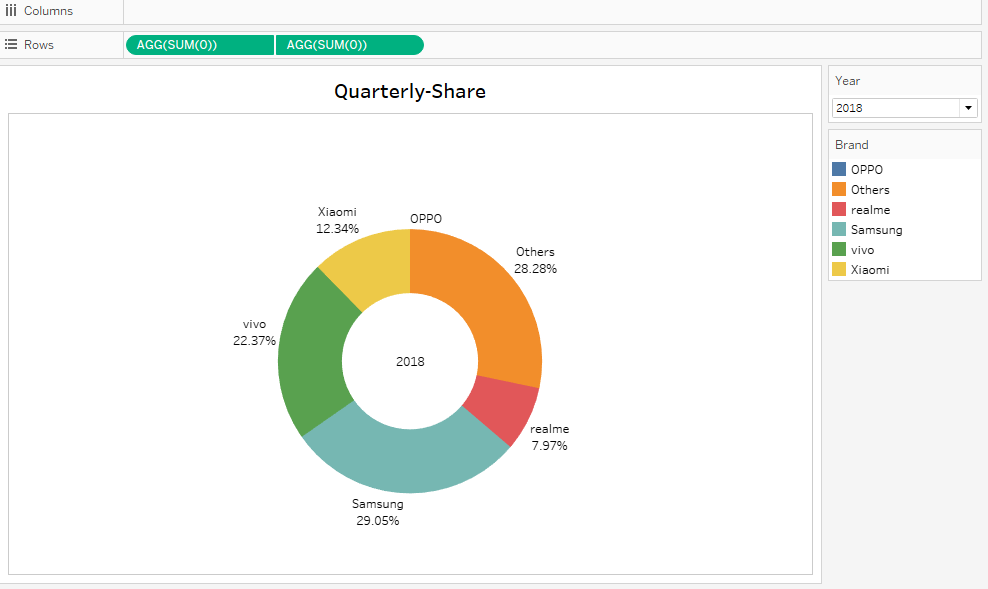 Columns
Rows
AGG(SUM(0)) AGG(SUM(0))
Quarterly-Share
Xiaomi
12.34%
OPPO
Others
28.28%
vivo
22.37%
2018
realme
7.97%
Samsung
29.05%
Year
2018
Brand
OPPO
Others
realme
Samsung
vivo
Xiaomi